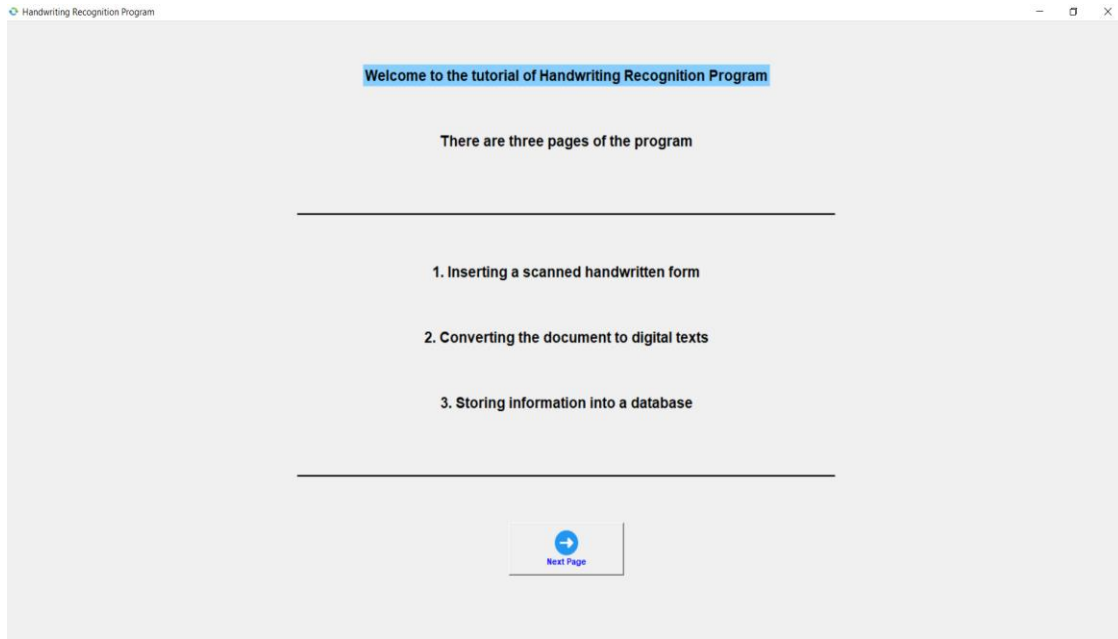 Handwriting Recognition Program
Welcome to the tutorial of Handwriting Recognition Program
There are three pages of the program
1. Inserting a scanned handwritten form
2. Converting the document to digital texts
3. Storing information into a database
Next Page